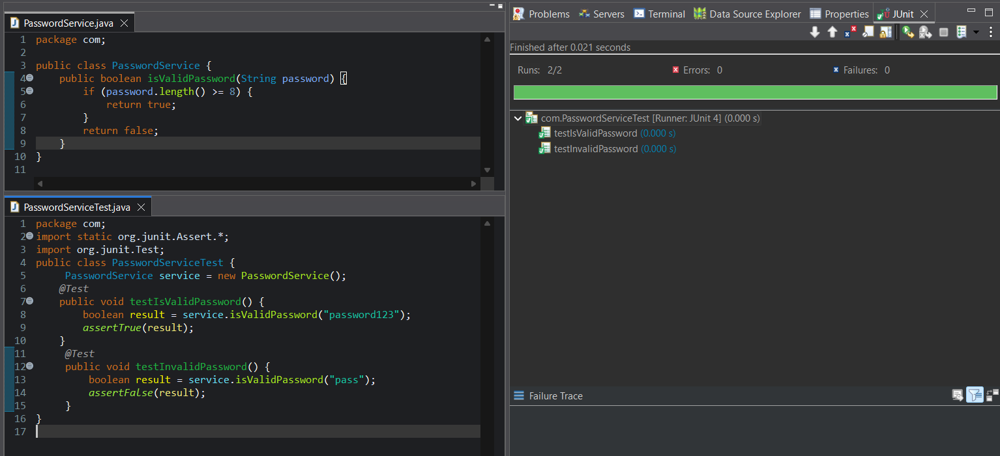 PasswordService.java
1 package com;
2
3 public class PasswordService {
4 public boolean isValidPassword(String password) {
5 if (password.length() >= 8) {
6 return true;
7 }
8 return false;
9 }
10 }
11
PasswordServiceTest.java
1 package com;
2 import static org.junit.Assert.*;
3 import org.junit.Test;
4 public class PasswordServiceTest {
5 PasswordService service = new PasswordService();
6 @Test
7 public void testIsValidPassword() {
8 boolean result = service.isValidPassword("password123");
9 assertTrue(result);
10 }
11 @Test
12 public void testInvalidPassword() {
13 boolean result = service.isValidPassword("pass");
14 assertFalse(result);
15 }
16 }
17
Problems Servers Terminal Data Source Explorer Properties JUnit
Finished after 0.021 seconds
Runs: 2/2 Errors: 0 Failures: 0
com.PasswordServiceTest [Runner: JUnit 4] (0.000 s)
testIsValidPassword (0.000 s)
testInvalidPassword (0.000 s)
Failure Trace